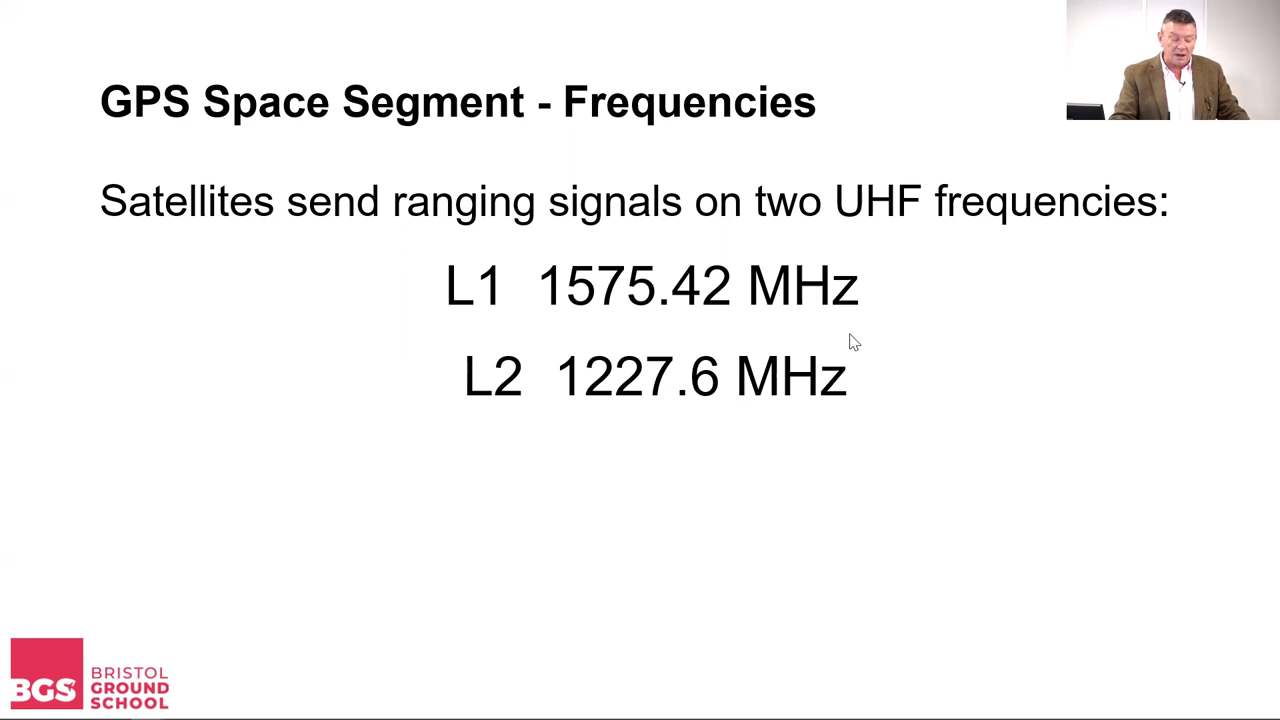 GPS Space Segment - Frequencies
Satellites send ranging signals on two UHF frequencies:
L1 1575.42 MHz
L2 1227.6 MHz
BGS
BRISTOL
GROUND
SCHOOL